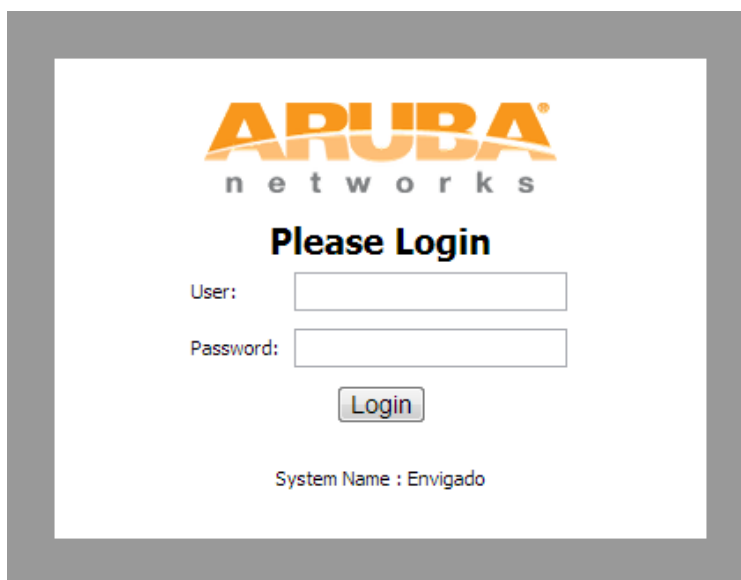 ARUBA®
networks
Please Login
User:
Password:
Login
System Name : Envigado